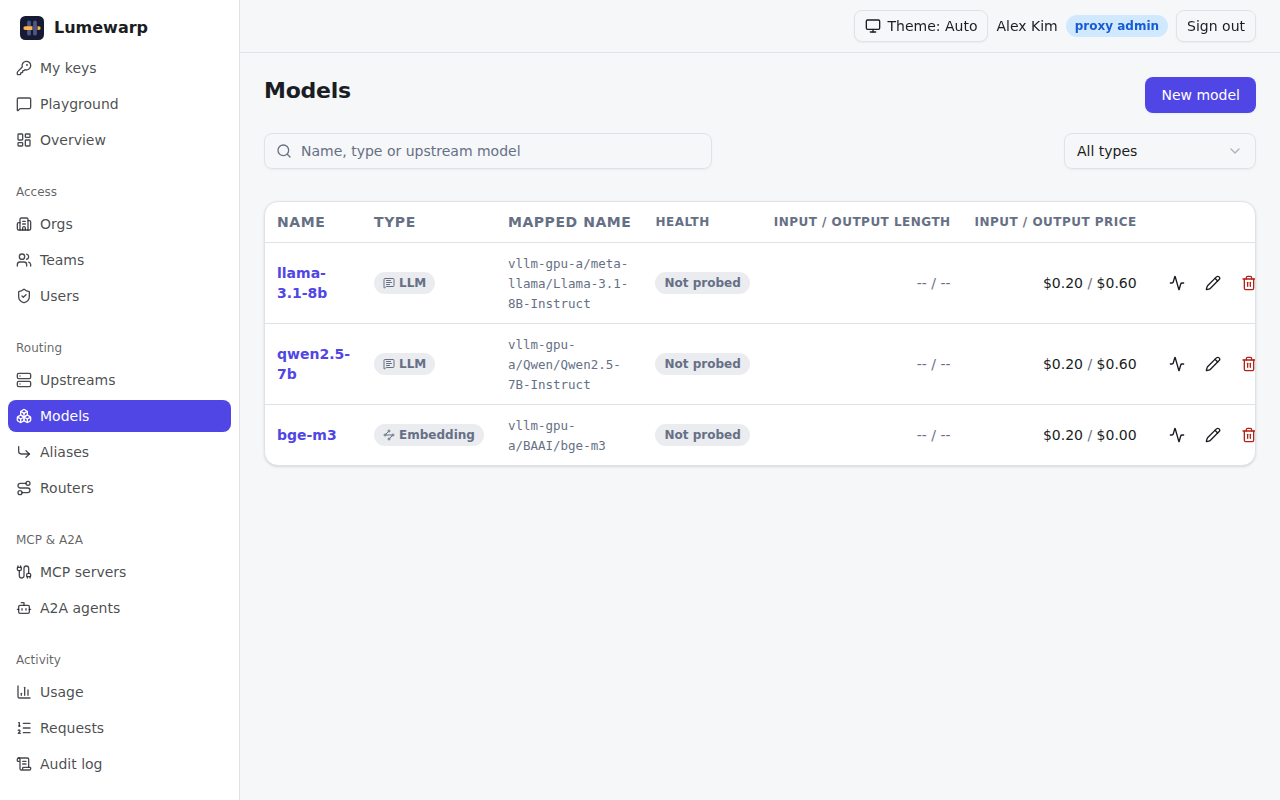 Lumewarp
Theme: Auto
Alex Kim
proxy admin
Sign out
My keys
Playground
Overview
Access
Orgs
Teams
Users
Routing
Upstreams
Models
Aliases
Routers
MCP & A2A
MCP servers
A2A agents
Activity
Usage
Requests
Audit log
Models
New model
Name, type or upstream model
All types
NAME TYPE MAPPED NAME HEALTH INPUT / OUTPUT LENGTH INPUT / OUTPUT PRICE
llama-
3.1-8b
LLM
vllm-gpu-a/meta-
llama/Llama-3.1-
8B-Instruct
Not probed
-- / --
$0.20 / $0.60
qwen2.5-
7b
LLM
vllm-gpu-
a/Qwen/Qwen2.5-
7B-Instruct
Not probed
-- / --
$0.20 / $0.60
bge-m3
Embedding
vllm-gpu-
a/BAAI/bge-m3
Not probed
-- / --
$0.20 / $0.00